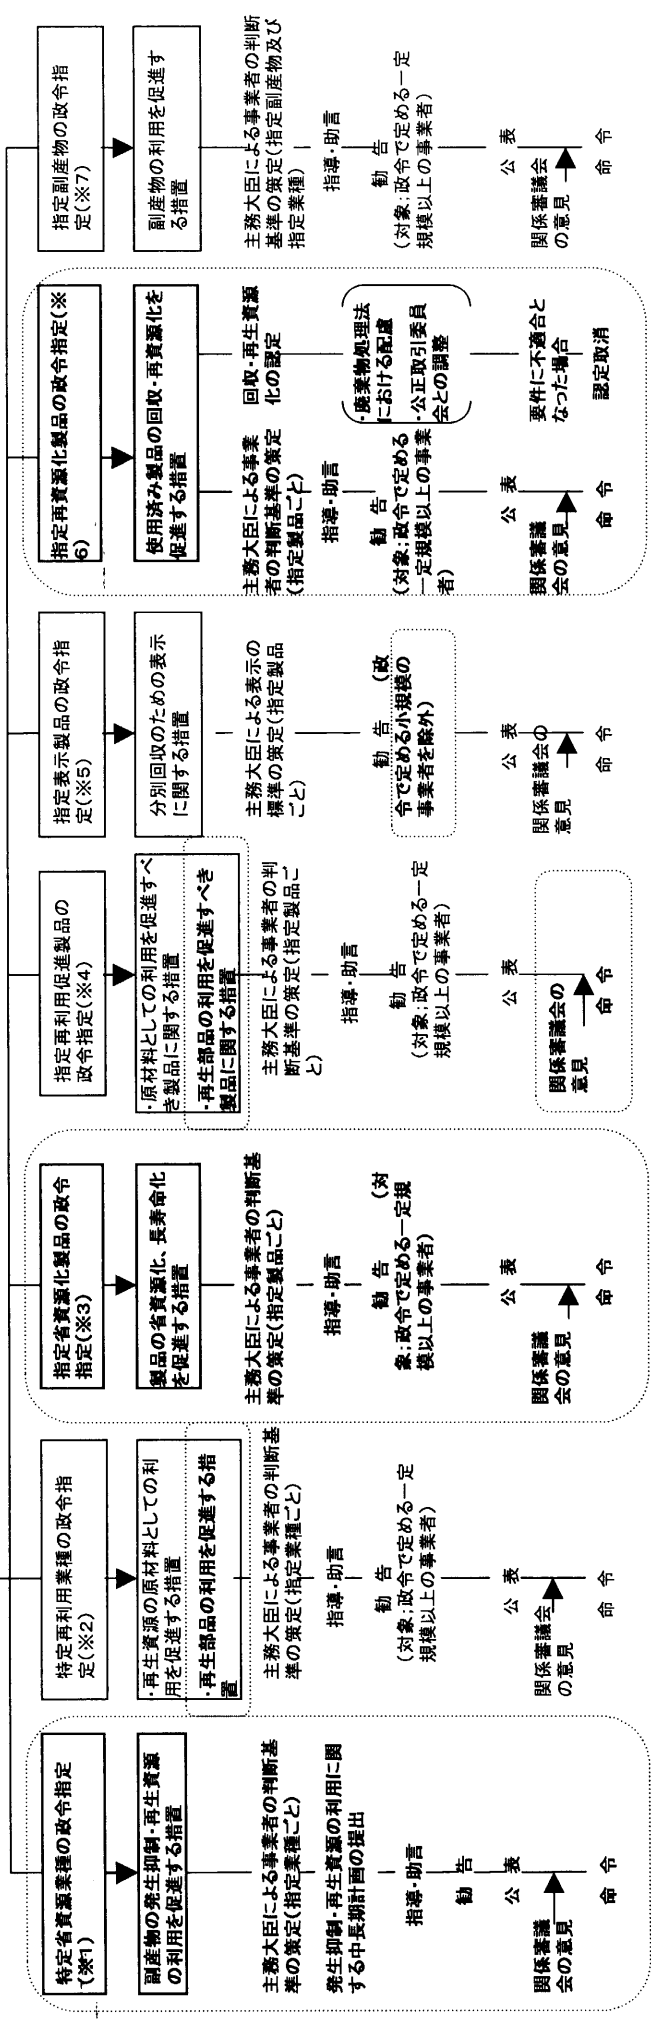 特定省資源業種の政令指定
(※1)
副産物の発生抑制・再生資源
の利用を促進する措置
主務大臣による事業者の判断基
準の策定(指定業種ごと)
発生抑制・再生資源の利用に関
する中長期計画の提出
指導・助言
勧 告
公 表
関係審議
会の意見
命 令
特定再利用業種の政令指
定(※2)
・再生資源の原材料としての利
用を促進する措置
・再生部品の利用を促進する措
置
主務大臣による事業者の判断基
準の策定(指定業種ごと)
指導・助言
勧 告
(対象;政令で定める一定
規模以上の事業者)
公 表
関係審議会
の意見
命 令
指定省資源化製品の政令
指定(※3)
製品の省資源化、長寿命化
を促進する措置
主務大臣による事業者の判断基
準の策定(指定製品ごと)
指導・助言
勧 告 (対
象;政令で定める一定規
模以上の事業者)
公 表
関係審議
会の意見
命 令
指定再利用促進製品の
政令指定(※4)
・原材料としての利用を促進すべ
き製品に関する措置
・再生部品の利用を促進すべき
製品に関する措置
主務大臣による事業者の判
断基準の策定(指定製品ご
と)
指導・助言
勧 告
(対象;政令で定める一定
規模以上の事業者)
公 表
関係審議会の
意見
命 令
指定表示製品の政令指
定(※5)
分別回収のための表示
に関する措置
主務大臣による表示の
標準の策定(指定製品
ごと)
勧 告 (政
令で定める小規模の
事業者を除外)
公 表
関係審議会の
意見
命 令
指定再資源化製品の政令指定(※
6)
使用済み製品の回収・再資源化を
促進する措置
主務大臣による事業
者の判断基準の策定
(指定製品ごと)
指導・助言
勧 告
(対象;政令で定める
一定規模以上の事業
者)
公 表
関係審議
会の意見
命 令
回収・再生資源
化の認定
・廃棄物処理法
における配慮
・公正取引委員
会との調整
要件に不適合と
なった場合
認定取消
指定副産物の政令指
定(※7)
副産物の利用を促進す
る措置
主務大臣による事業者の判断
基準の策定(指定副産物及び
指定業種)
指導・助言
勧 告
(対象;政令で定める一定
規模以上の事業者)
公 表
関係審議会
の意見
命 令